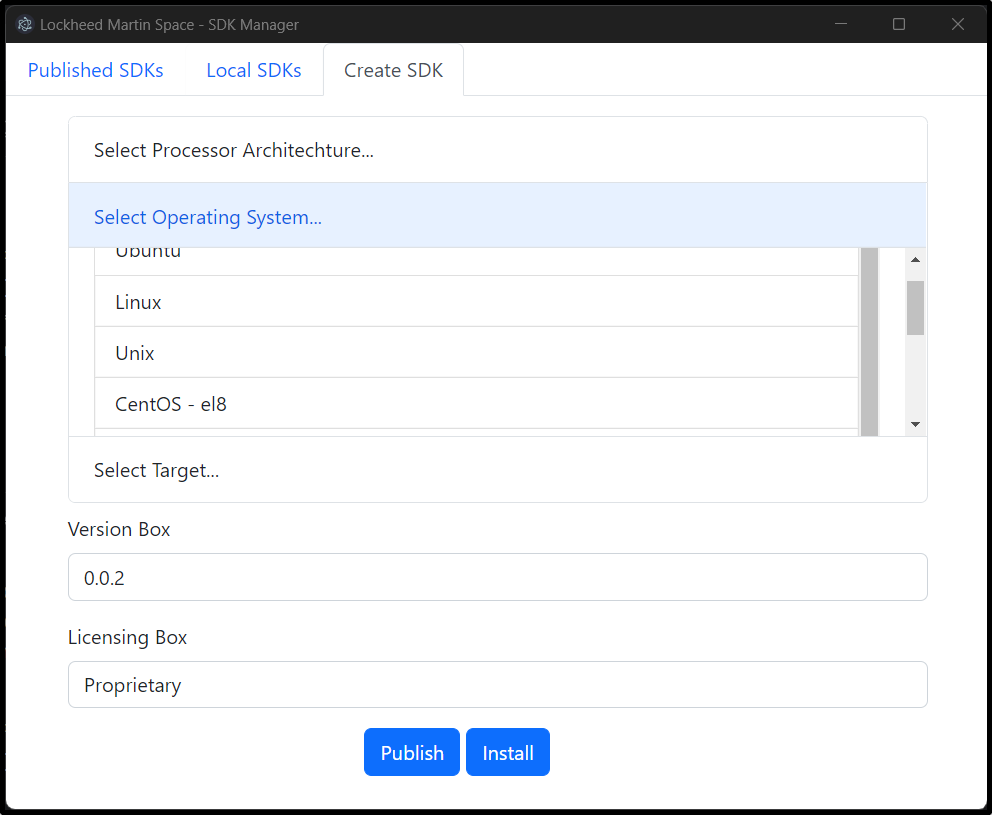 Lockheed Martin Space - SDK Manager
Published SDKs
Local SDKs
Create SDK
Select Processor Architechture...
Select Operating System...
Ubuntu
Linux
Unix
CentOS - el8
Select Target...
Version Box
0.0.2
Licensing Box
Proprietary
Publish
Install